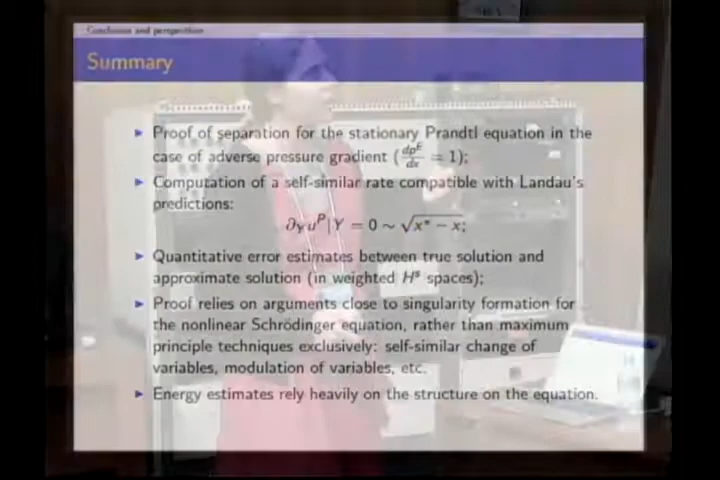 Conclusion and perspectives
Summary
► Proof of separation for the stationary Prandtl equation in the
case of adverse pressure gradient (dp^E/dx = 1);
► Computation of a self-similar rate compatible with Landau's
predictions:
∂_Y u^P|Y = 0 ∼ √(x* − x);
► Quantitative error estimates between true solution and
approximate solution (in weighted H^s spaces);
► Proof relies on arguments close to singularity formation for
the nonlinear Schrödinger equation, rather than maximum
principle techniques exclusively: self-similar change of
variables, modulation of variables, etc.
► Energy estimates rely heavily on the structure on the equation.